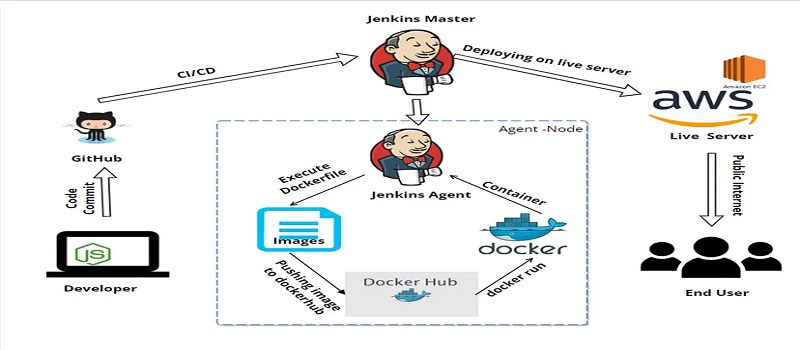 Jenkins Master
CI/CD
Deploying on live server
Amazon EC2
aws
Live Server
GitHub
Agent -Node
Execute
Dockerfile
Jenkins Agent
Container
Code
Commit
Public Internet
Images
docker
JS
Developer
Pushing image
to dockerhub
Docker Hub
docker run
End User